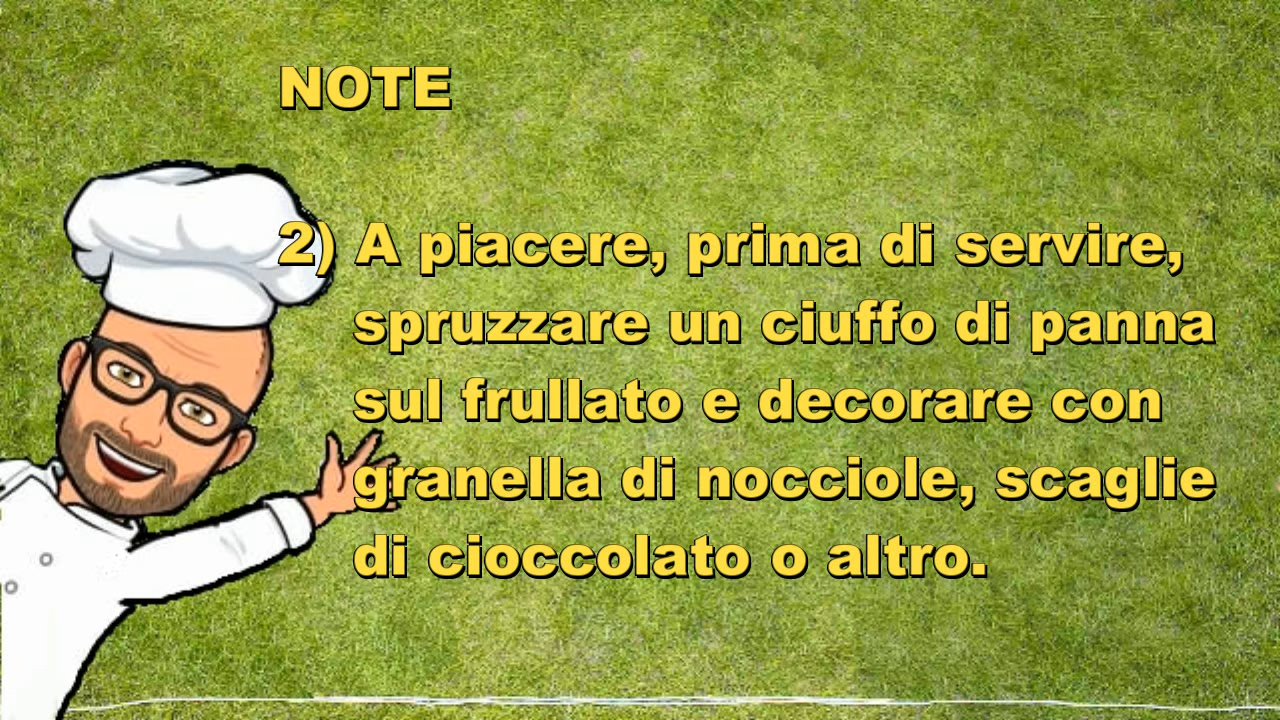 NOTE
2) A piacere, prima di servire,
spruzzare un ciuffo di panna
sul frullato e decorare con
granella di nocciole, scaglie
di cioccolato o altro.